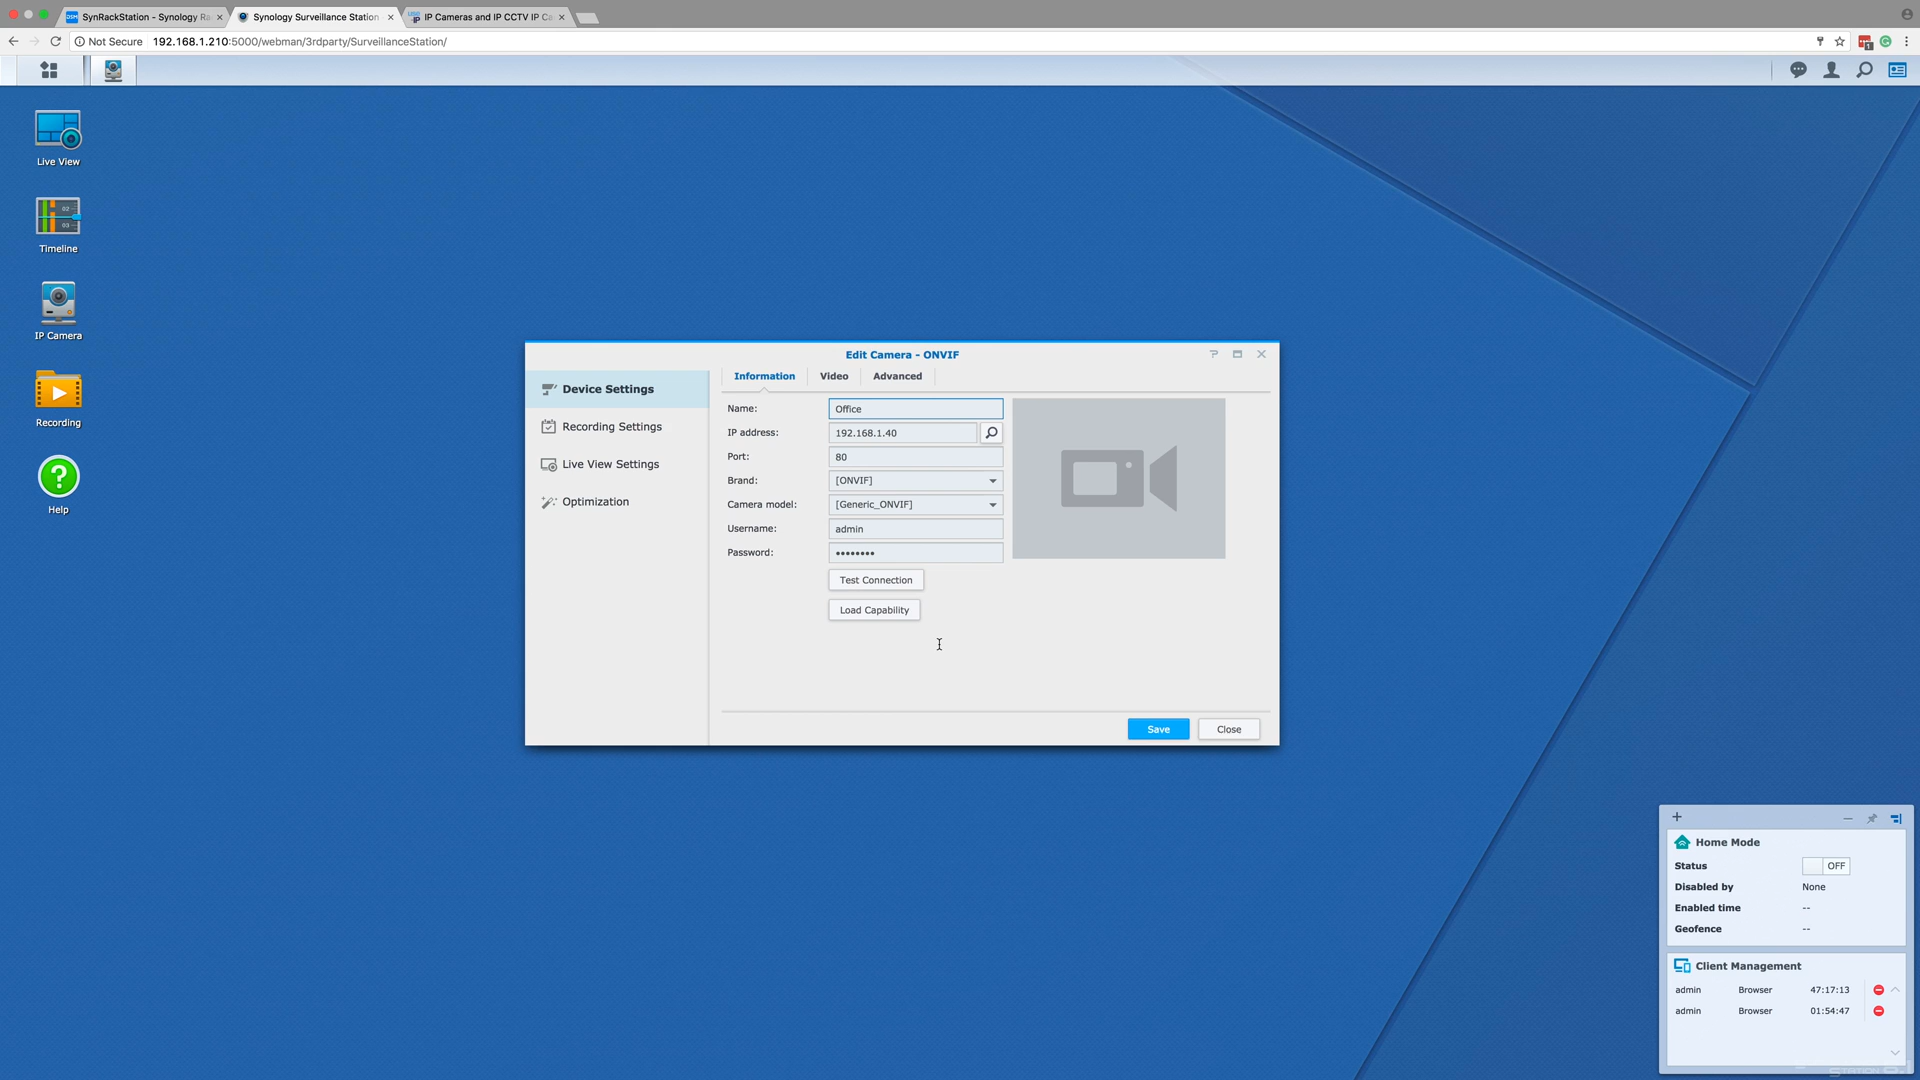 SynRackStation - Synology Ra
Synology Surveillance Station
IP Cameras and IP CCTV IP Ca
Not Secure
192.168.1.210:5000/webman/3rdparty/SurveillanceStation/
Live View
Timeline
IP Camera
Recording
Help
Edit Camera - ONVIF
Device Settings
Recording Settings
Live View Settings
Optimization
Information
Video
Advanced
Name: Office
IP address: 192.168.1.40
Port: 80
Brand: [ONVIF]
Camera model: [Generic_ONVIF]
Username: admin
Password: ••••••••
Test Connection
Load Capability
Save
Close
Home Mode
Status OFF
Disabled by None
Enabled time --
Geofence --
Client Management
admin Browser 47:17:13
admin Browser 01:54:47